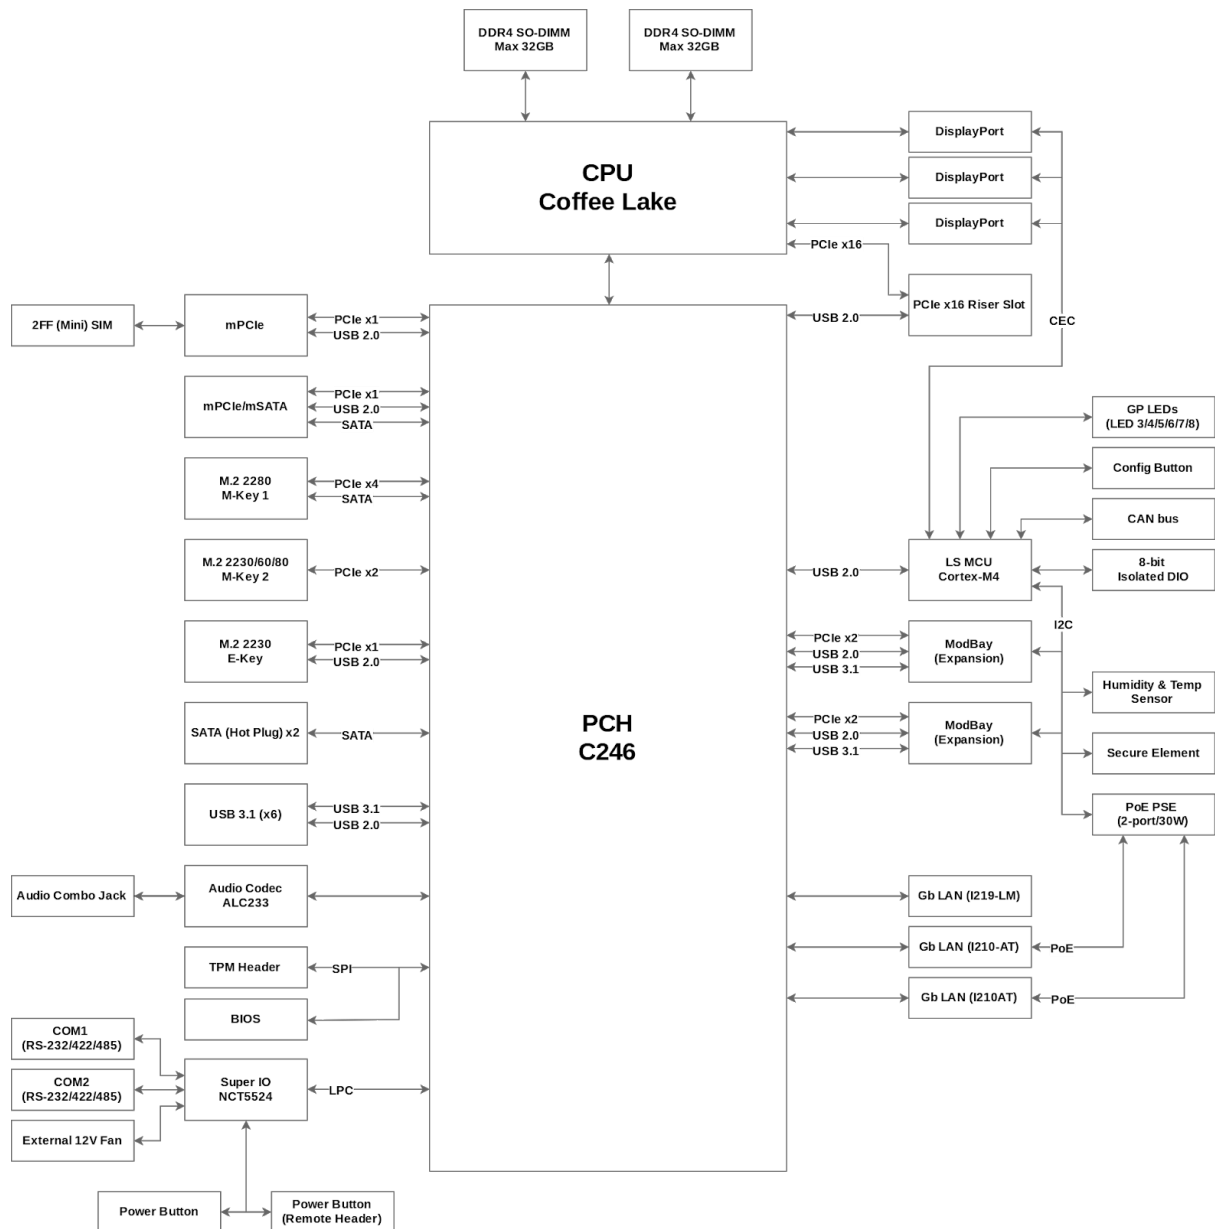 DDR4 SO-DIMM
Max 32GB
DDR4 SO-DIMM
Max 32GB
CPU
Coffee Lake
DisplayPort
DisplayPort
DisplayPort
PCIe x16
PCIe x16 Riser Slot
USB 2.0
CEC
2FF (Mini) SIM
mPCIe
PCIe x1
USB 2.0
mPCIe/mSATA
PCIe x1
USB 2.0
SATA
M.2 2280
M-Key 1
PCIe x4
SATA
M.2 2230/60/80
M-Key 2
PCIe x2
M.2 2230
E-Key
PCIe x1
USB 2.0
SATA (Hot Plug) x2
SATA
USB 3.1 (x6)
USB 3.1
USB 2.0
Audio Combo Jack
Audio Codec
ALC233
TPM Header
SPI
BIOS
COM1
(RS-232/422/485)
COM2
(RS-232/422/485)
External 12V Fan
Super IO
NCT5524
LPC
Power Button
Power Button
(Remote Header)
PCH
C246
GP LEDs
(LED 3/4/5/6/7/8)
Config Button
CAN bus
8-bit
Isolated DIO
USB 2.0
LS MCU
Cortex-M4
I2C
PCIe x2
USB 2.0
USB 3.1
ModBay
(Expansion)
PCIe x2
USB 2.0
USB 3.1
ModBay
(Expansion)
Humidity & Temp
Sensor
Secure Element
PoE PSE
(2-port/30W)
Gb LAN (I219-LM)
Gb LAN (I210-AT)
PoE
Gb LAN (I210AT)
PoE